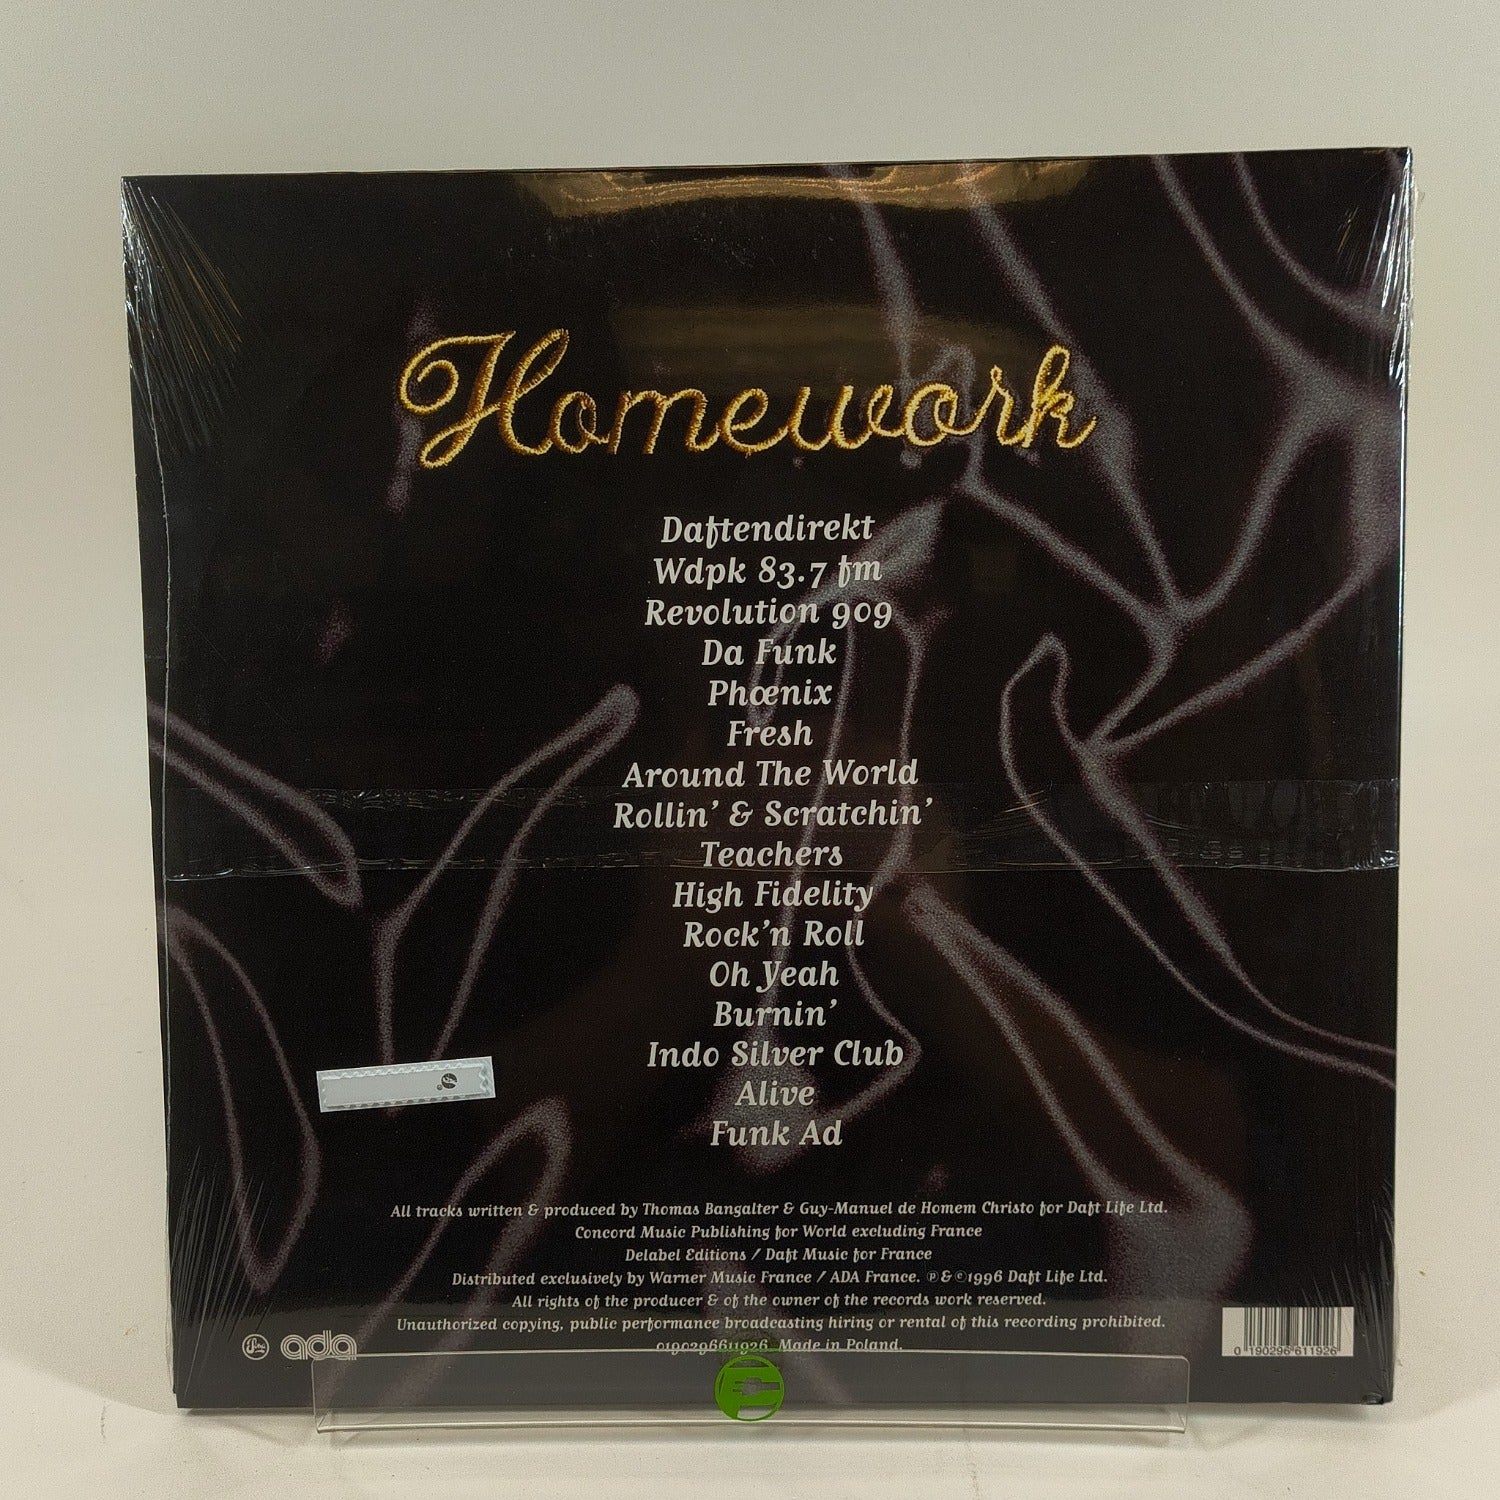 Homework
Daftendirekt
Wdpk 83.7 fm
Revolution 909
Da Funk
Phœnix
Fresh
Around The World
Rollin' & Scratchin'
Teachers
High Fidelity
Rock'n Roll
Oh Yeah
Burnin'
Indo Silver Club
Alive
Funk Ad
All tracks written & produced by Thomas Bangalter & Guy-Manuel de Homem Christo for Daft Life Ltd.
Concord Music Publishing for World excluding France
Delabel Editions / Daft Music for France
Distributed exclusively by Warner Music France / ADA France. ℗&©1996 Daft Life Ltd.
All rights of the producer & of the owner of the records work reserved.
Unauthorized copying, public performance broadcasting hiring or rental of this recording prohibited.
0190296611926 Made in Poland.
ada
0 190296 611926